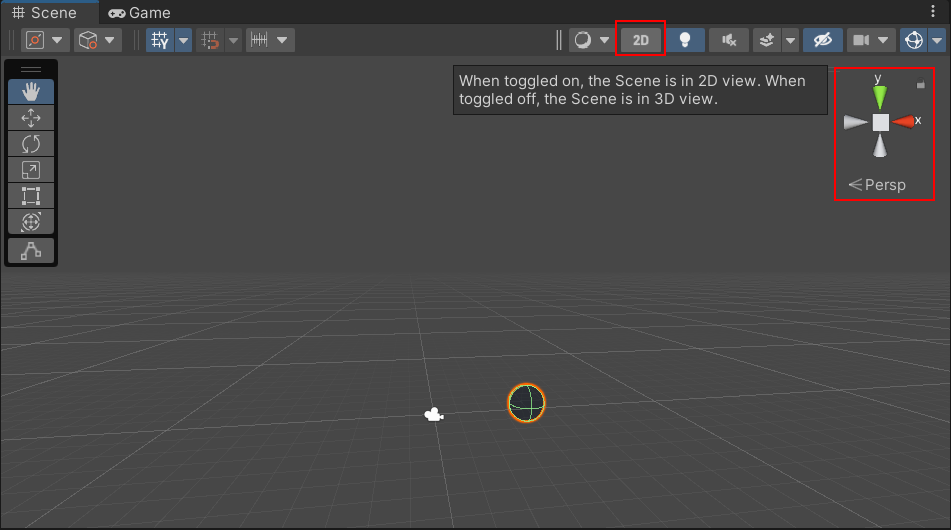 Scene
Game
Y
2D
When toggled on, the Scene is in 2D view. When
toggled off, the Scene is in 3D view.
y
x
Persp